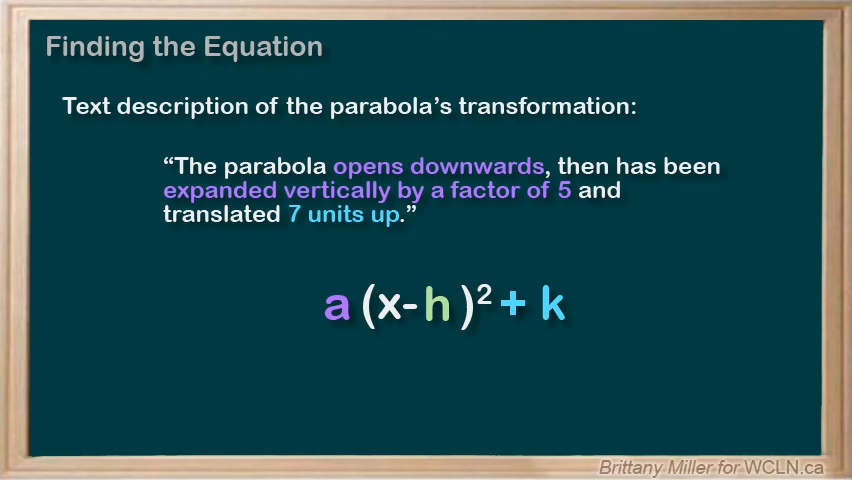 Finding the Equation
Text description of the parabola's transformation:
“The parabola opens downwards, then has been
expanded vertically by a factor of 5 and
translated 7 units up.”
a (x- h )² + k
Brittany Miller for WCLN.ca